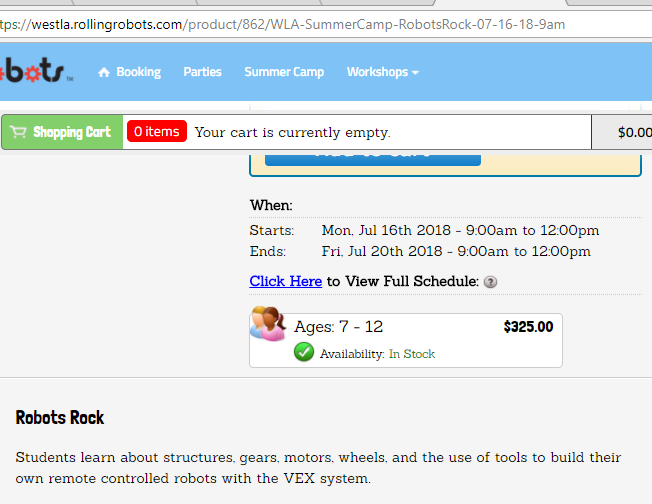 https://westla.rollingrobots.com/product/862/WLA-SummerCamp-RobotsRock-07-16-18-9am
obots ™ Booking Parties Summer Camp Workshops
Shopping Cart 0 items Your cart is currently empty. $0.00
When:
Starts: Mon, Jul 16th 2018 - 9:00am to 12:00pm
Ends: Fri, Jul 20th 2018 - 9:00am to 12:00pm
Click Here to View Full Schedule: ?
Ages: 7 - 12 $325.00
Availability: In Stock
Robots Rock
Students learn about structures, gears, motors, wheels, and the use of tools to build their
own remote controlled robots with the VEX system.